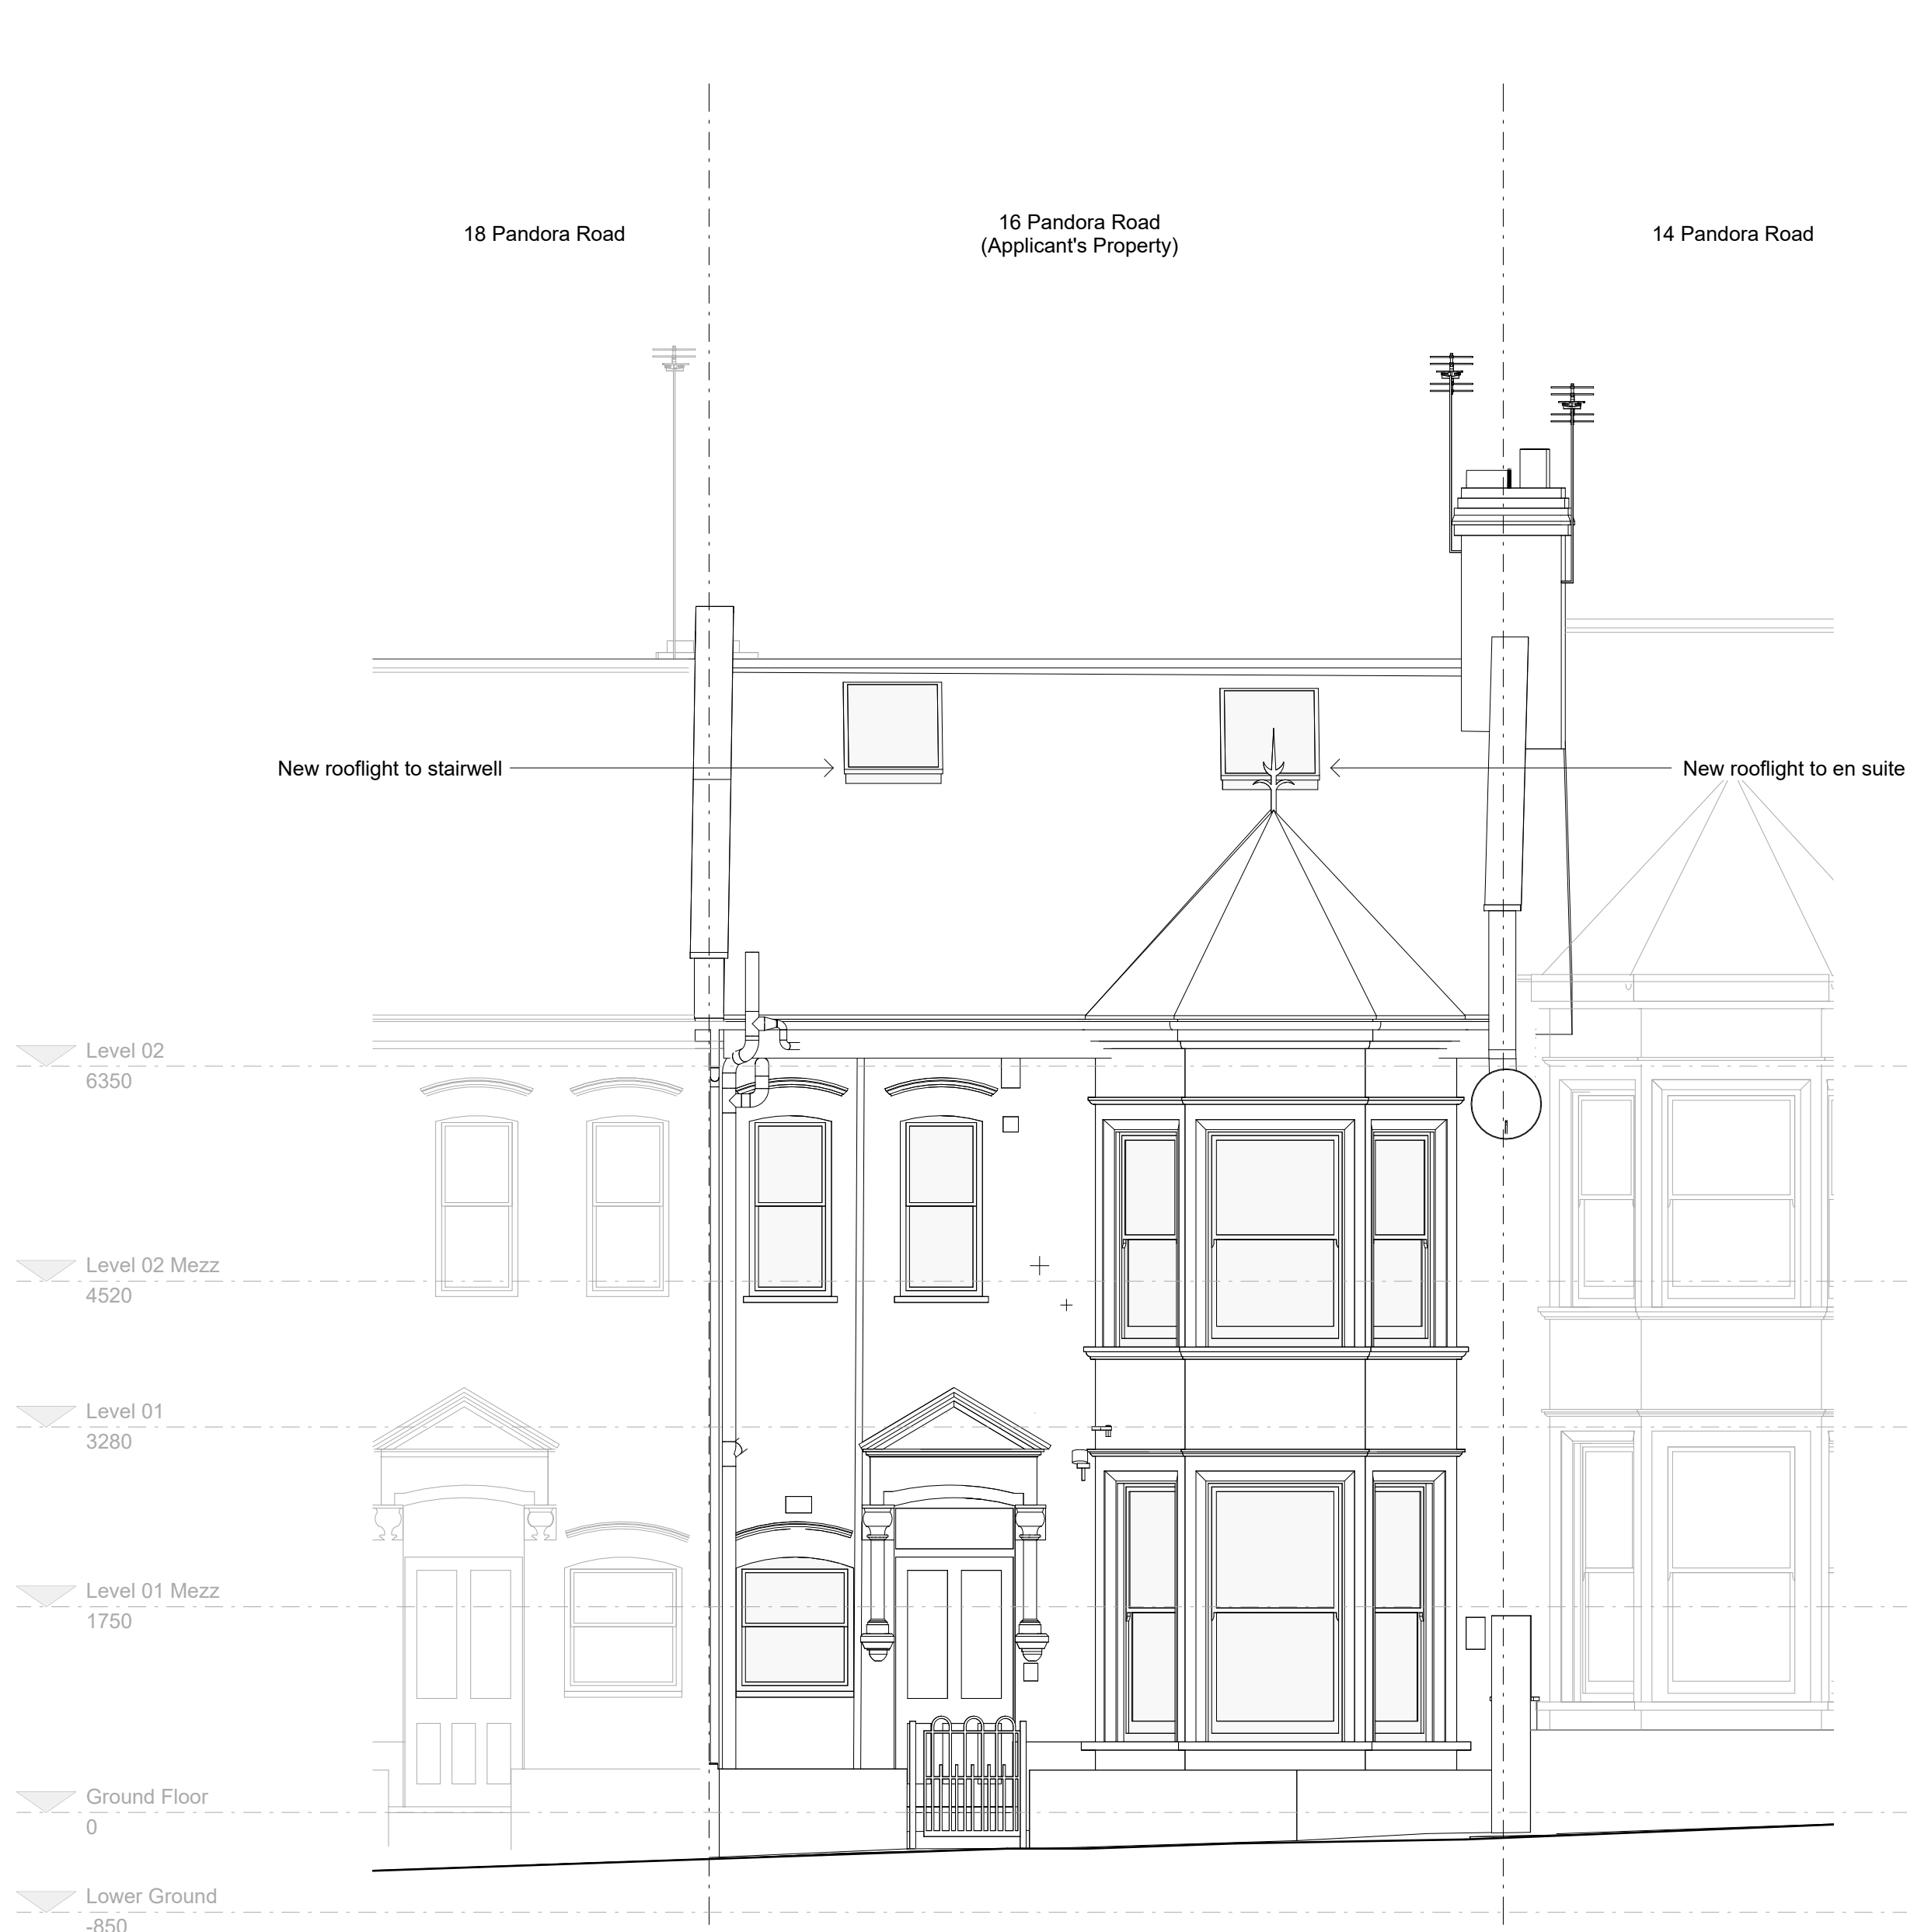 18 Pandora Road
16 Pandora Road
(Applicant's Property)
14 Pandora Road
New rooflight to stairwell
New rooflight to en suite
Level 02
6350
Level 02 Mezz
4520
Level 01
3280
Level 01 Mezz
1750
Ground Floor
0
Lower Ground
-850